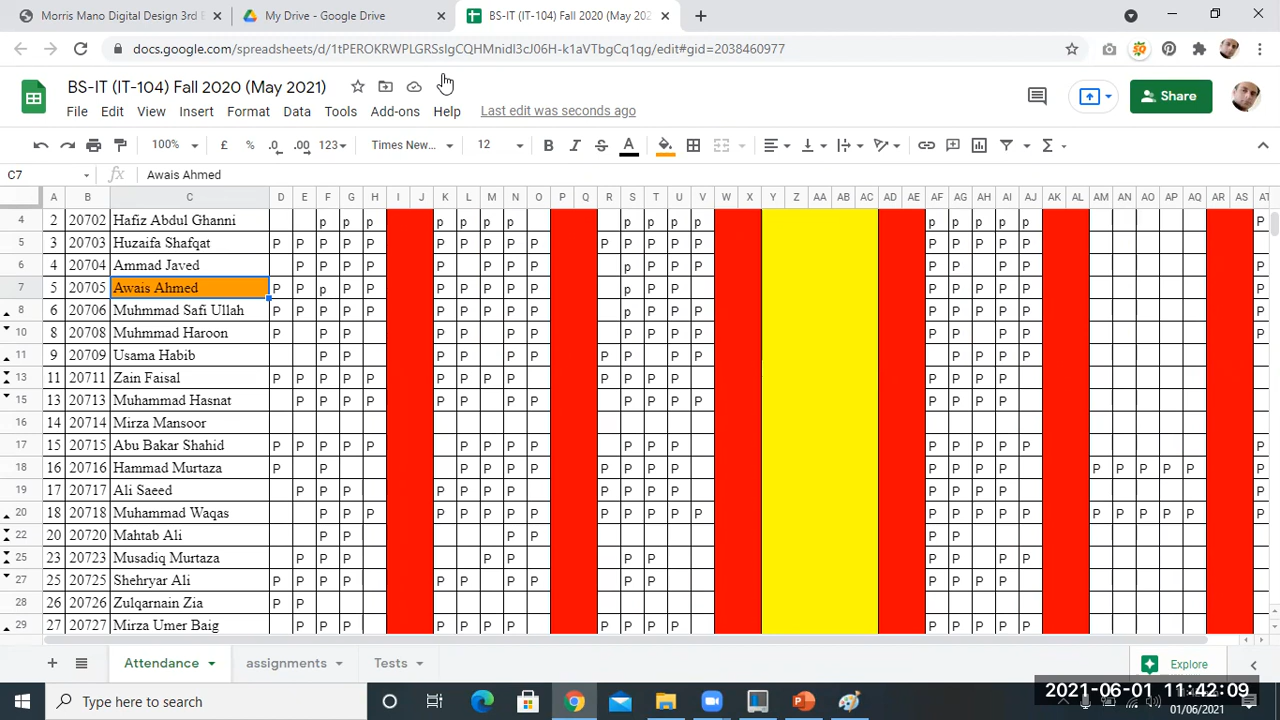 Morris Mano Digital Design 3rd E
My Drive - Google Drive
BS-IT (IT-104) Fall 2020 (May 202
docs.google.com/spreadsheets/d/1tPEROKRWPLGRSsIgCQHMnidI3cJ06H-k1aVTbgCq1qg/edit#gid=2038460977
BS-IT (IT-104) Fall 2020 (May 2021)
File Edit View Insert Format Data Tools Add-ons Help Last edit was seconds ago
Share
100% £ % .0 .00 123 Times New... 12 B I S A
C7 fx Awais Ahmed
A B C D E F G H I J K L M N O P Q R S T U V W X Y Z AA AB AC AD AE AF AG AH AI AJ AK AL AM AN AO AP AQ AR AS AT
4 2 20702 Hafiz Abdul Ghanni p p p p p p p p p p p p p p p p P
5 3 20703 Huzaifa Shafqat P P P P P P P P P P P P P P P P P P P P
6 4 20704 Ammad Javed P P P P P P P P p P P P P P P P P
7 5 20705 Awais Ahmed P P p P P P P P P P p P P P P P P P P
8 6 20706 Muhmmad Safi Ullah P P P P P P P P P P p P P P P P P P P P
10 8 20708 Muhmmad Haroon P P P P P P P P P P P P P P P P
11 9 20709 Usama Habib P P P P P P P P P P P P P P
13 11 20711 Zain Faisal P P P P P P P P P P P P P P P P P
15 13 20713 Muhammad Hasnat P P P P P P P P P P P P P P P P
16 14 20714 Mirza Mansoor
17 15 20715 Abu Bakar Shahid P P P P P P P P P P P P P P P P P P
18 16 20716 Hammad Murtaza P P P P P P P P P P P P P P P P P P P P
19 17 20717 Ali Saeed P P P P P P P P P P P P P P P
20 18 20718 Muhammad Waqas P P P P P P P P P P P P P P P P P P P P P P
22 20 20720 Mahtab Ali P P P P P P
25 23 20723 Musadiq Murtaza P P P P P P P P P P P
27 25 20725 Shehryar Ali P P P P P P P P P P P P P P
28 26 20726 Zulqarnain Zia P P
29 27 20727 Mirza Umer Baig P P P P P P P P P P P P P P P P P
Attendance assignments Tests Explore
Type here to search
2021-06-01 11:42:09
01/06/2021